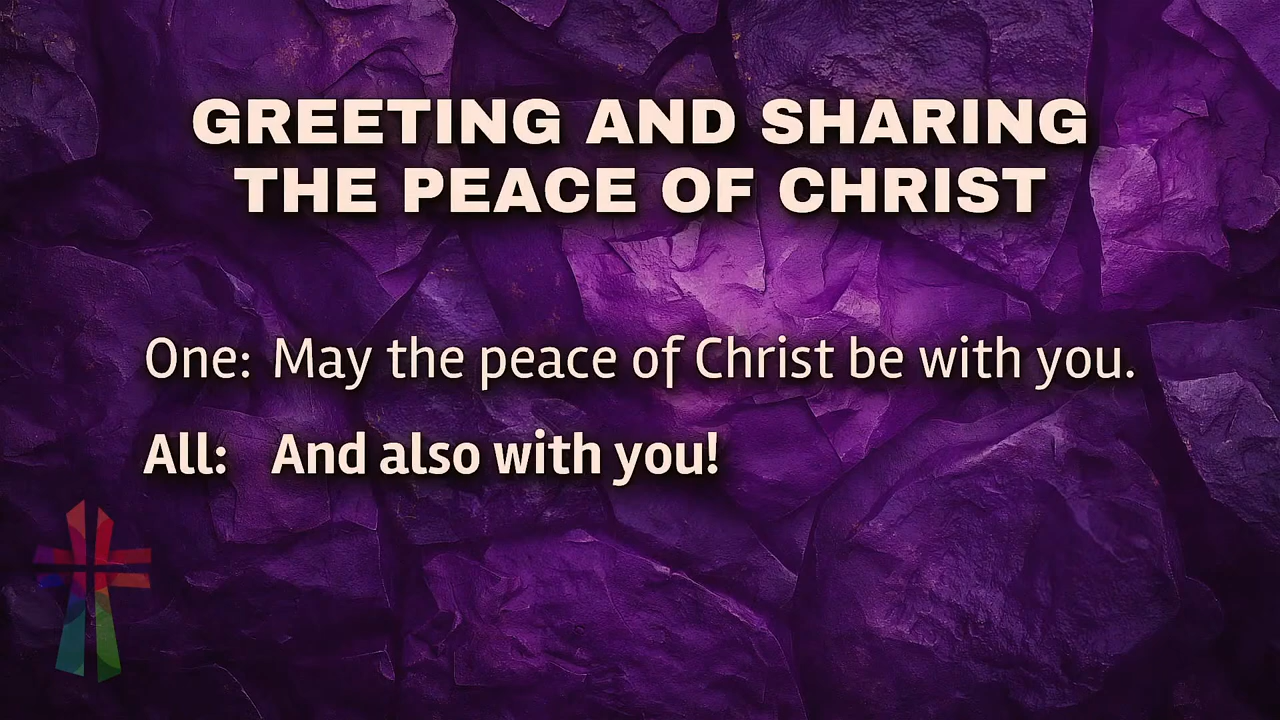 GREETING AND SHARING
THE PEACE OF CHRIST
One: May the peace of Christ be with you.
All: And also with you!